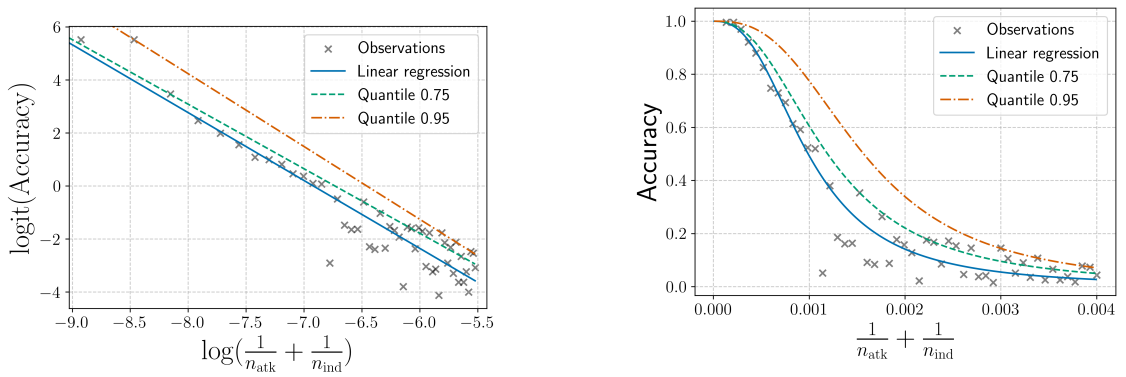 logit(Accuracy)
6
4
2
0
−2
−4
−9.0 −8.5 −8.0 −7.5 −7.0 −6.5 −6.0 −5.5
log(1/n_atk + 1/n_ind)
Observations
Linear regression
Quantile 0.75
Quantile 0.95
Accuracy
1.0
0.8
0.6
0.4
0.2
0.0
0.000 0.001 0.002 0.003 0.004
1/n_atk + 1/n_ind
Observations
Linear regression
Quantile 0.75
Quantile 0.95